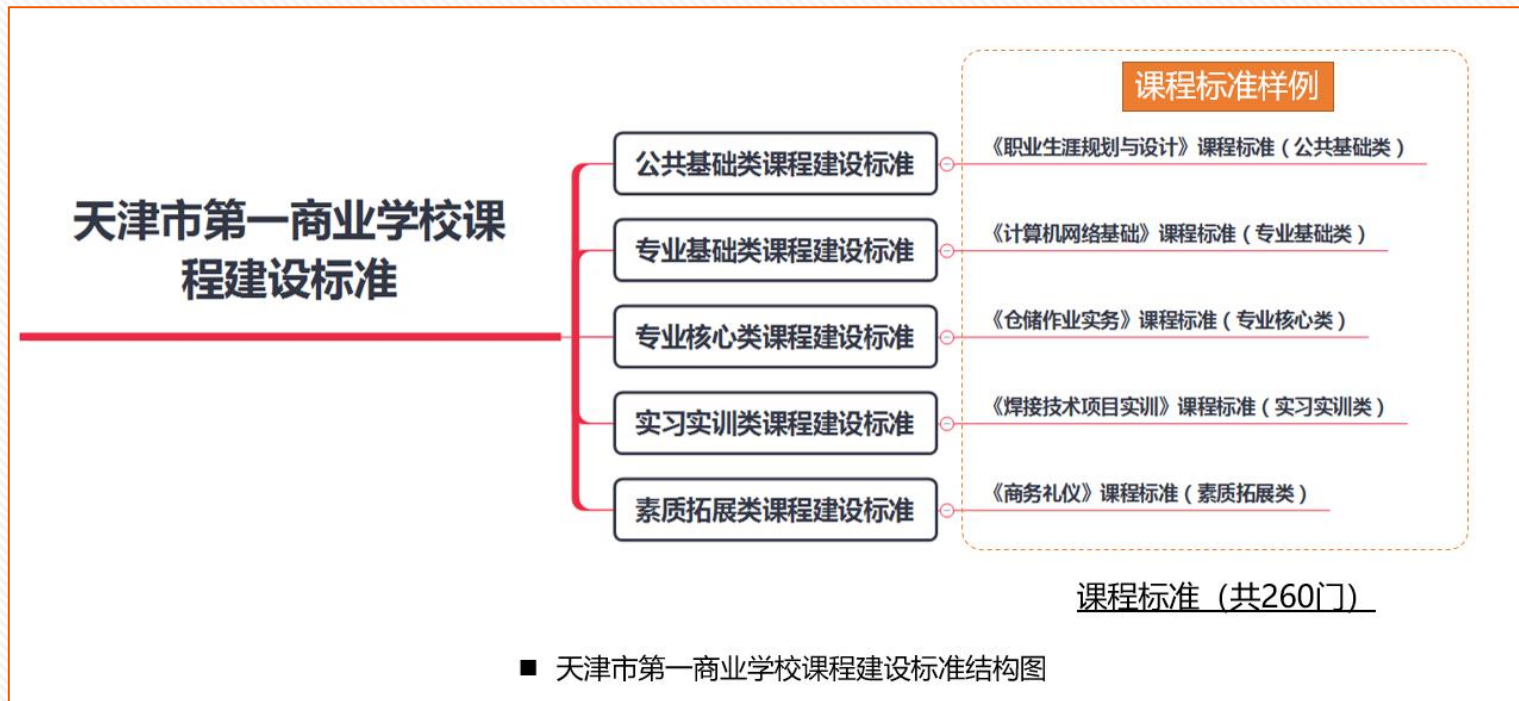 课程标准样例
天津市第一商业学校课
程建设标准
公共基础类课程建设标准
《职业生涯规划与设计》课程标准（公共基础类）
专业基础类课程建设标准
《计算机网络基础》课程标准（专业基础类）
专业核心类课程建设标准
《仓储作业实务》课程标准（专业核心类）
实习实训类课程建设标准
《焊接技术项目实训》课程标准（实习实训类）
素质拓展类课程建设标准
《商务礼仪》课程标准（素质拓展类）
课程标准（共260门）
■ 天津市第一商业学校课程建设标准结构图